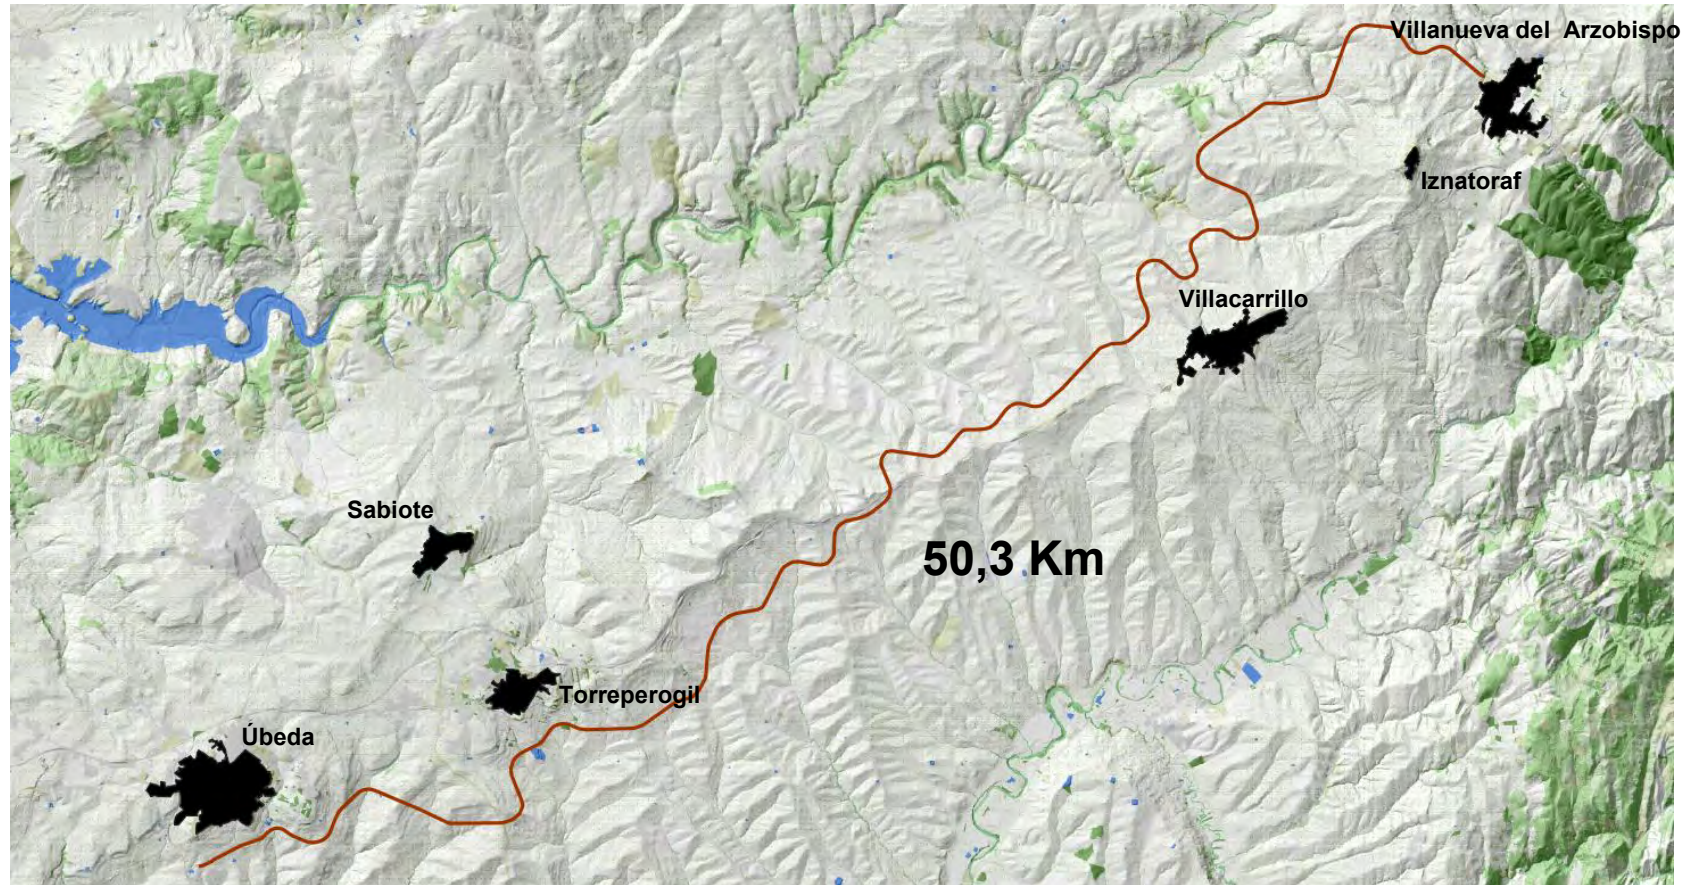 Villanueva del Arzobispo
Iznatoraf
Villacarrillo
Sabiote
50,3 Km
Torreperogil
Úbeda